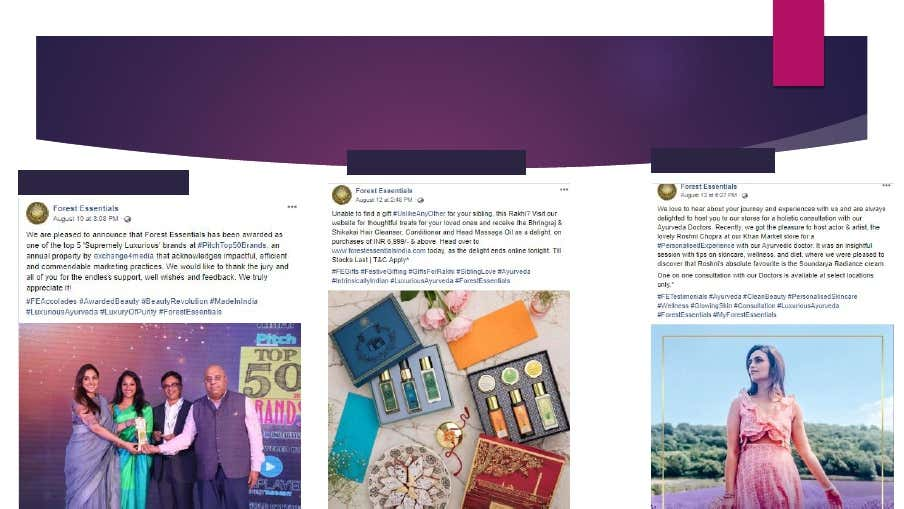 Forest Essentials
August 19 at 3:08 PM
We are pleased to announce that Forest Essentials has been awarded as
one of the top 5 'Supremely Luxurious' brands at #PitchTop50Brands, an
annual property by exchange4media that acknowledges impactful, efficient
and commendable marketing practices. We would like to thank the jury and
all of you for the endless support, well wishes and feedback. We truly
appreciate it!
#FEAccolades #AwardedBeauty #BeautyRevolution #MadeInIndia
#LuxuriousAyurveda #LuxuryOfPurity #ForestEssentials
Pitch
TOP
50
BRANDS
Forest Essentials
August 12 at 2:48 PM
Unable to find a gift #UnlikeAnyOther for your sibling, this Rakhi? Visit our
website for thoughtful treats for your loved ones and receive the Bhringraj &
Shikakai Hair Cleanser, Conditioner and Head Massage Oil as a delight, on
purchases of INR 6,999/- & above. Head over to
www.forestessentialsindia.com today, as the delight ends online tonight. Till
Stocks Last | T&C Apply*
#FEGifts #FestiveGifting #GiftsForRakhi #SiblingLove #Ayurveda
#IntrinsicallyIndian #LuxuriousAyurveda #ForestEssentials
Forest Essentials
We love to hear about your journey and experiences with us and are always
delighted to host you to our stores for a holistic consultation with our
Ayurveda Doctors. Recently, we got the pleasure to host actor & artist, the
lovely Roshni Chopra at our Khan Market store for a
#PersonalisedExperience with our Ayurvedic doctor. It was an insightful
session with tips on skincare, wellness, and diet, where we were pleased to
discover that Roshni's absolute favourite is the Soundarya Radiance cream.
One on one consultation with our Doctors is available at select locations
only.*
#FETestimonials #Ayurveda #CleanBeauty #PersonalisedSkincare
#Wellness #GlowingSkin #Consultation #LuxuriousAyurveda
#ForestEssentials #MyForestEssentials